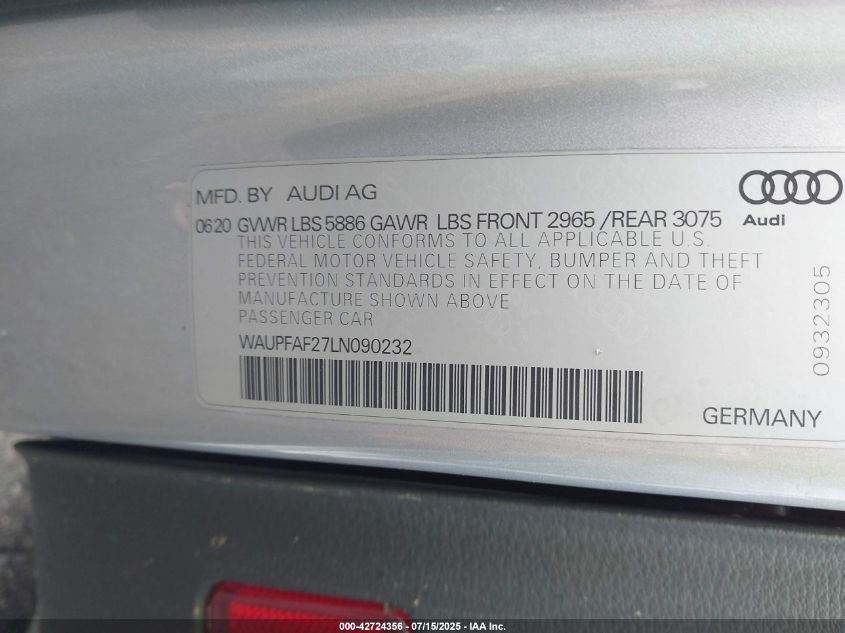 MFD. BY AUDI AG
Audi
0620 GVWR LBS 5886 GAWR LBS FRONT 2965 /REAR 3075
THIS VEHICLE CONFORMS TO ALL APPLICABLE U.S.
FEDERAL MOTOR VEHICLE SAFETY, BUMPER AND THEFT
PREVENTION STANDARDS IN EFFECT ON THE DATE OF
MANUFACTURE SHOWN ABOVE
PASSENGER CAR
WAUPFAF27LN090232
0932305
GERMANY
000-42724356 - 07/15/2025 - IAA Inc.